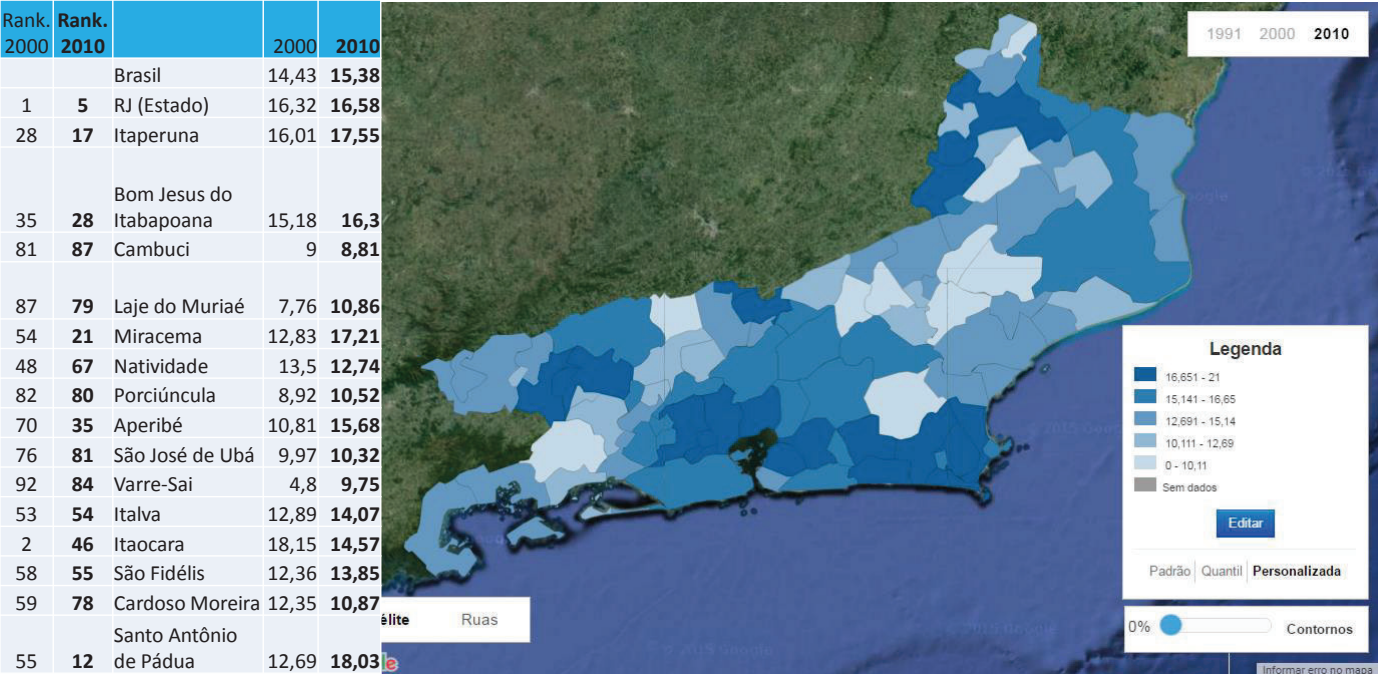 Rank. 2000 Rank. 2010 2000 2010
Brasil 14,43 15,38
1 5 RJ (Estado) 16,32 16,58
28 17 Itaperuna 16,01 17,55
35 28 Bom Jesus do Itabapoana 15,18 16,3
81 87 Cambuci 9 8,81
87 79 Laje do Muriaé 7,76 10,86
54 21 Miracema 12,83 17,21
48 67 Natividade 13,5 12,74
82 80 Porciúncula 8,92 10,52
70 35 Aperibé 10,81 15,68
76 81 São José de Ubá 9,97 10,32
92 84 Varre-Sai 4,8 9,75
53 54 Italva 12,89 14,07
2 46 Itaocara 18,15 14,57
58 55 São Fidélis 12,36 13,85
59 78 Cardoso Moreira 12,35 10,87
55 12 Santo Antônio de Pádua 12,69 18,03
1991 2000 2010
Legenda
16,651 - 21
15,141 - 16,65
12,691 - 15,14
10,111 - 12,69
0 - 10,11
Sem dados
Editar
Padrão Quantil Personalizada
0% Contornos
élite Ruas
Informar erro no mapa